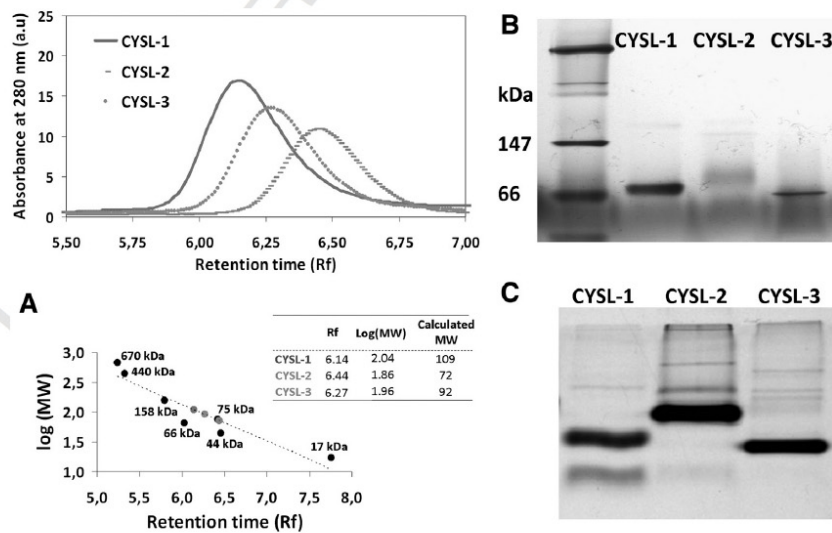 Absorbance at 280 nm (a.u)
25
20
15
10
5
0
CYSL-1
CYSL-2
CYSL-3
5,50 5,75 6,00 6,25 6,50 6,75 7,00
Retention time (Rf)
B
CYSL-1 CYSL-2 CYSL-3
kDa
147
66
A
Rf Log(MW) Calculated MW
CYSL-1 6.14 2.04 109
CYSL-2 6.44 1.86 72
CYSL-3 6.27 1.96 92
log (MW)
3,0
2,5
2,0
1,5
1,0
670 kDa
440 kDa
158 kDa
75 kDa
66 kDa
44 kDa
17 kDa
5,0 5,5 6,0 6,5 7,0 7,5 8,0
Retention time (Rf)
C
CYSL-1 CYSL-2 CYSL-3